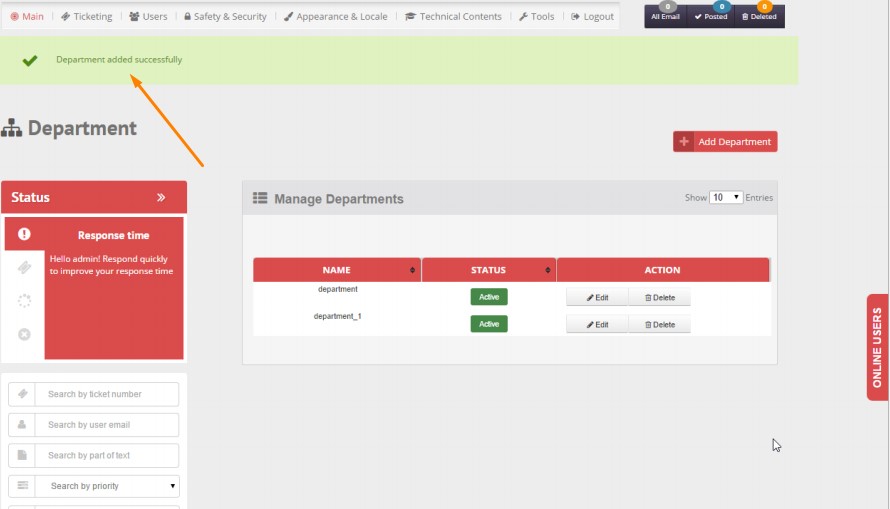 Main Ticketing Users Safety & Security Appearance & Locale Technical Contents Tools Logout
0 0 0
All Email Posted Deleted
Department added successfully
Department
Add Department
Status »
Manage Departments
Show 10 Entries
Response time
Hello admin! Respond quickly
to improve your response time
NAME STATUS ACTION
department Active Edit Delete
department_1 Active Edit Delete
ONLINE USERS
Search by ticket number
Search by user email
Search by part of text
Search by priority